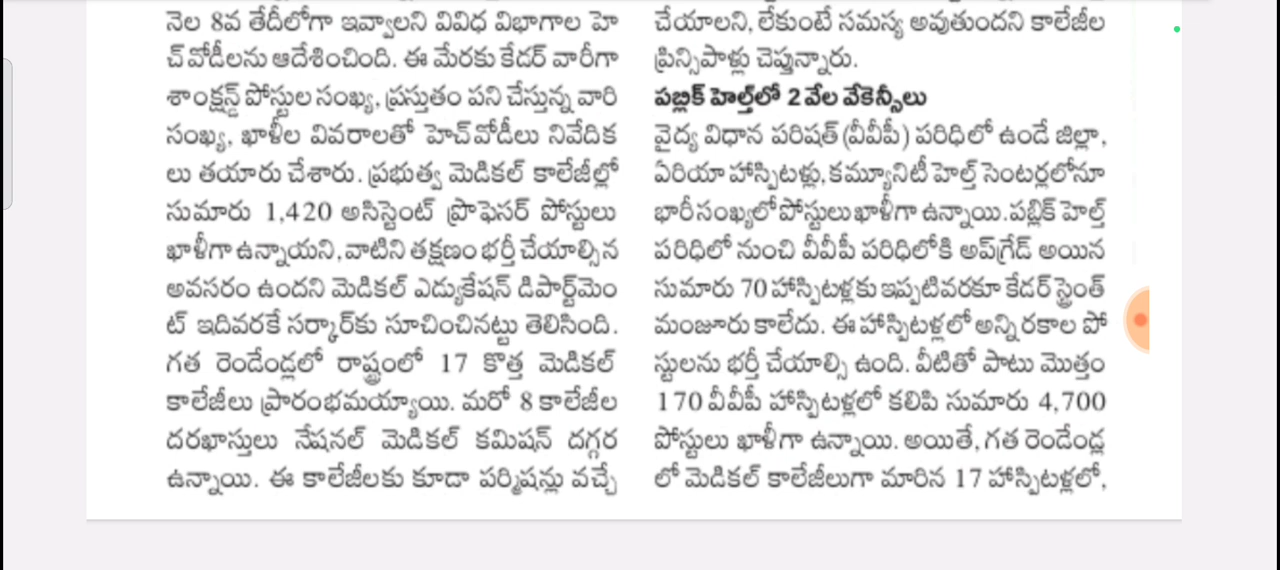 నెల 8వ తేదీలోగా ఇవ్వాలని వివిధ విభాగాల హె
చ్‌వోడీలను ఆదేశించింది. ఈ మేరకు కేడర్ వారీగా
శాంక్షన్డ్ పోస్టుల సంఖ్య, ప్రస్తుతం పని చేస్తున్న వారి
సంఖ్య, ఖాళీల వివరాలతో హెచ్‌వోడీలు నివేదిక
లు తయారు చేశారు. ప్రభుత్వ మెడికల్ కాలేజీల్లో
సుమారు 1,420 అసిస్టెంట్ ప్రొఫెసర్ పోస్టులు
ఖాళీగా ఉన్నాయని, వాటిని తక్షణం భర్తీ చేయాల్సిన
అవసరం ఉందని మెడికల్ ఎడ్యుకేషన్ డిపార్ట్‌మెం
ట్ ఇదివరకే సర్కార్‌కు సూచించినట్టు తెలిసింది.
గత రెండేండ్లలో రాష్ట్రంలో 17 కొత్త మెడికల్
కాలేజీలు ప్రారంభమయ్యాయి. మరో 8 కాలేజీల
దరఖాస్తులు నేషనల్ మెడికల్ కమిషన్ దగ్గర
ఉన్నాయి. ఈ కాలేజీలకు కూడా పర్మిషన్లు వచ్చే
చేయాలని, లేకుంటే సమస్య అవుతుందని కాలేజీల
ప్రిన్సిపాళ్లు చెప్తున్నారు.
పబ్లిక్ హెల్త్‌లో 2 వేల వేకెన్సీలు
వైద్య విధాన పరిషత్ (వీవీపీ) పరిధిలో ఉండే జిల్లా,
ఏరియా హాస్పిటళ్లు, కమ్యూనిటీ హెల్త్ సెంటర్లలోనూ
భారీ సంఖ్యలో పోస్టులు ఖాళీగా ఉన్నాయి. పబ్లిక్ హెల్త్
పరిధిలో నుంచి వీవీపీ పరిధిలోకి అప్‌గ్రేడ్ అయిన
సుమారు 70 హాస్పిటళ్లకు ఇప్పటివరకూ కేడర్ స్ట్రెంత్
మంజూరు కాలేదు. ఈ హాస్పిటళ్లలో అన్ని రకాల పో
స్టులను భర్తీ చేయాల్సి ఉంది. వీటితో పాటు మొత్తం
170 వీవీపీ హాస్పిటళ్లలో కలిపి సుమారు 4,700
పోస్టులు ఖాళీగా ఉన్నాయి. అయితే, గత రెండేండ్ల
లో మెడికల్ కాలేజీలుగా మారిన 17 హాస్పిటళ్లలో,